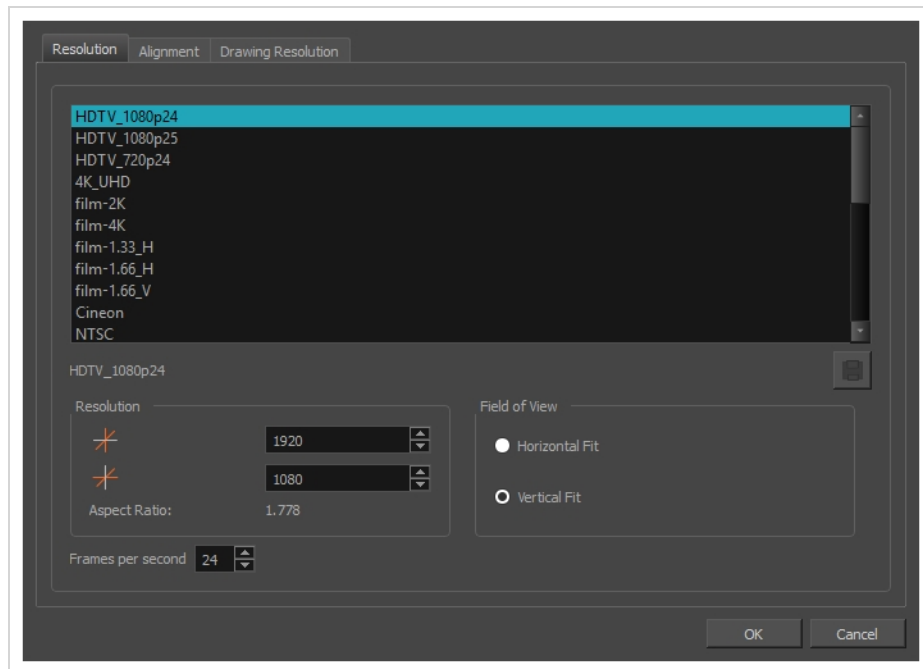 Resolution Alignment Drawing Resolution
HDTV_1080p24
HDTV_1080p25
HDTV_720p24
4K_UHD
film-2K
film-4K
film-1.33_H
film-1.66_H
film-1.66_V
Cineon
NTSC
HDTV_1080p24
Resolution
1920
1080
Aspect Ratio: 1.778
Field of View
Horizontal Fit
Vertical Fit
Frames per second 24
OK Cancel